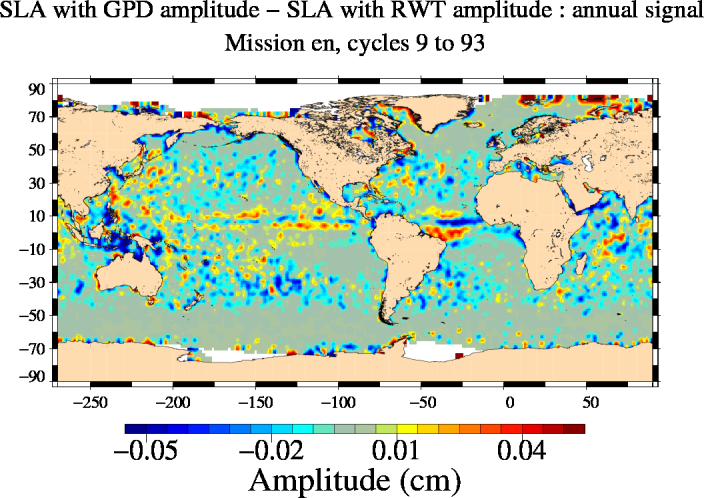 SLA with GPD amplitude − SLA with RWT amplitude : annual signal
Mission en, cycles 9 to 93
90
70
50
30
10
−10
−30
−50
−70
−90
−250 −200 −150 −100 −50 0 50
−0.05 −0.02 0.01 0.04
Amplitude (cm)